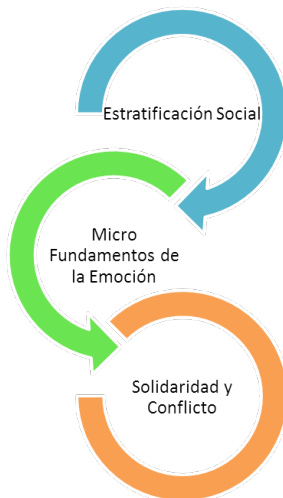 Estratificación Social
Micro
Fundamentos de
la Emoción
Solidaridad y
Conflicto